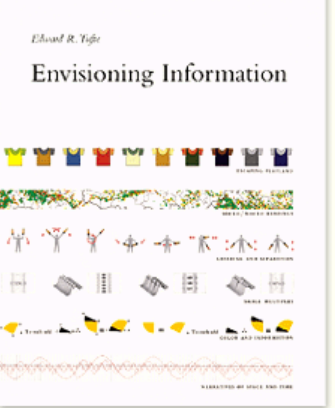 Edward R. Tufte
Envisioning Information
ESCAPING FLATLAND
MICRO/MACRO READINGS
LAYERING AND SEPARATION
SMALL MULTIPLES
COLOR AND INFORMATION
NARRATIVES OF SPACE AND TIME